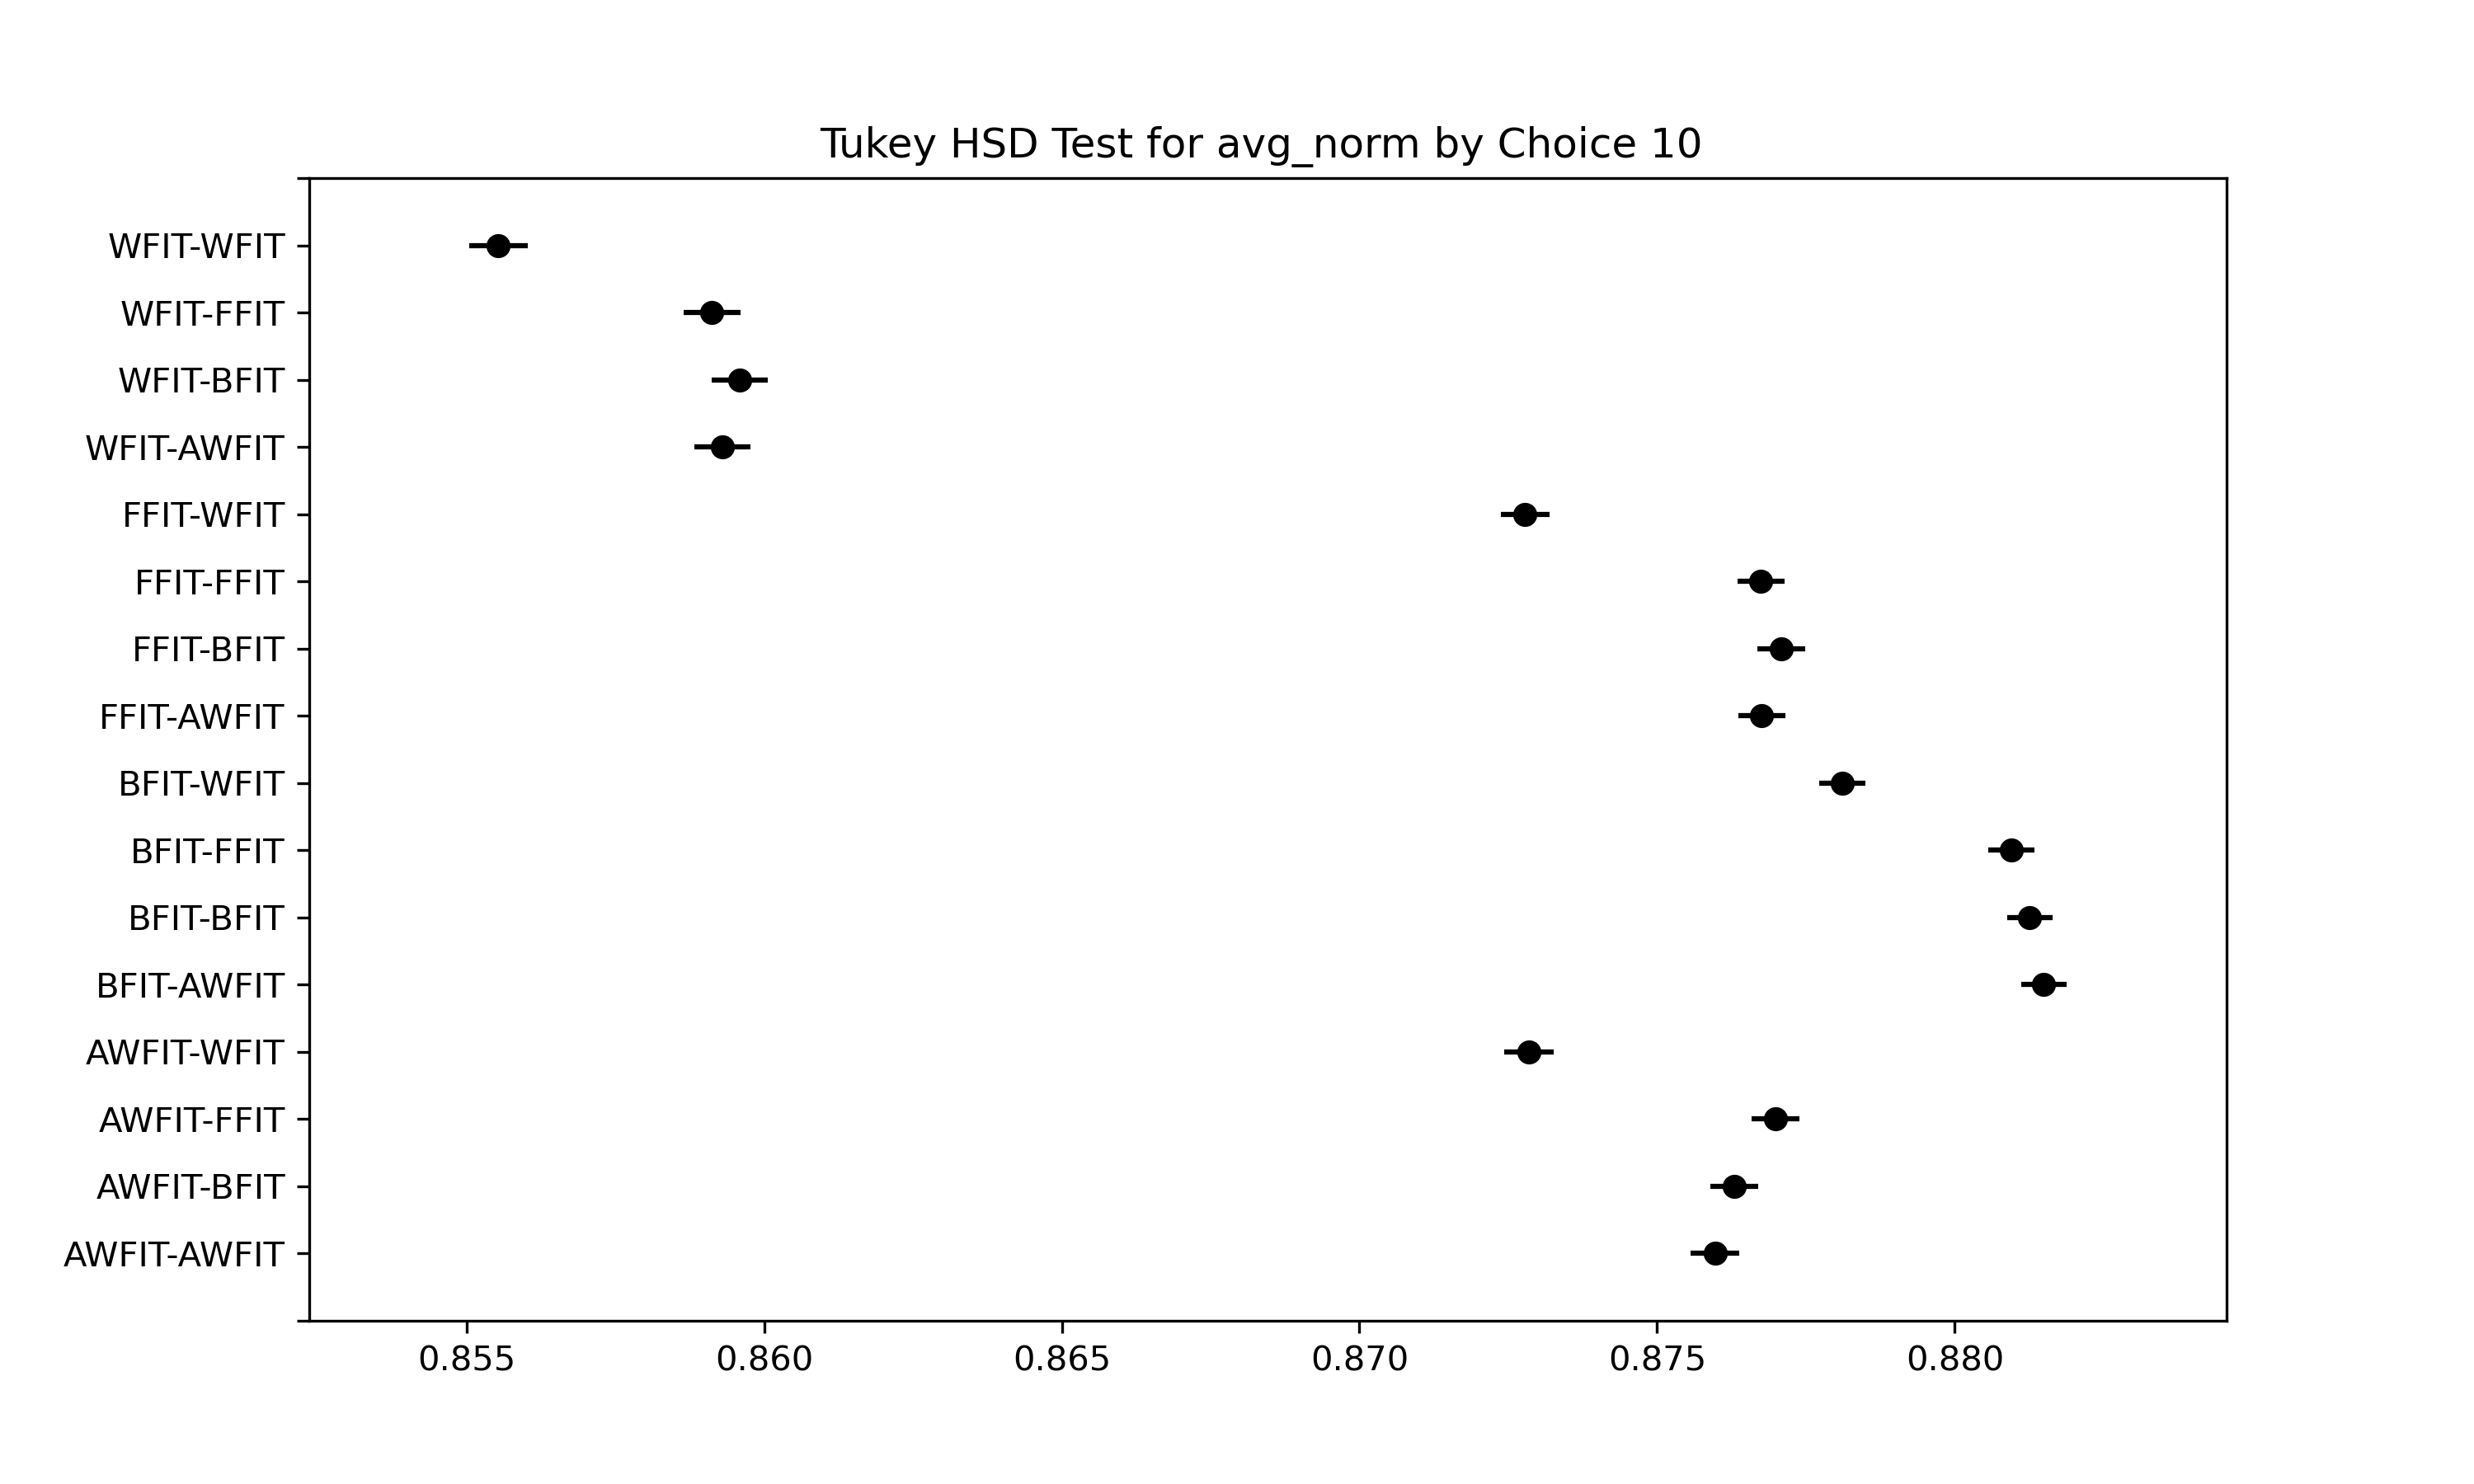 Tukey HSD Test for avg_norm by Choice 10
WFIT-WFIT
WFIT-FFIT
WFIT-BFIT
WFIT-AWFIT
FFIT-WFIT
FFIT-FFIT
FFIT-BFIT
FFIT-AWFIT
BFIT-WFIT
BFIT-FFIT
BFIT-BFIT
BFIT-AWFIT
AWFIT-WFIT
AWFIT-FFIT
AWFIT-BFIT
AWFIT-AWFIT
0.855 0.860 0.865 0.870 0.875 0.880